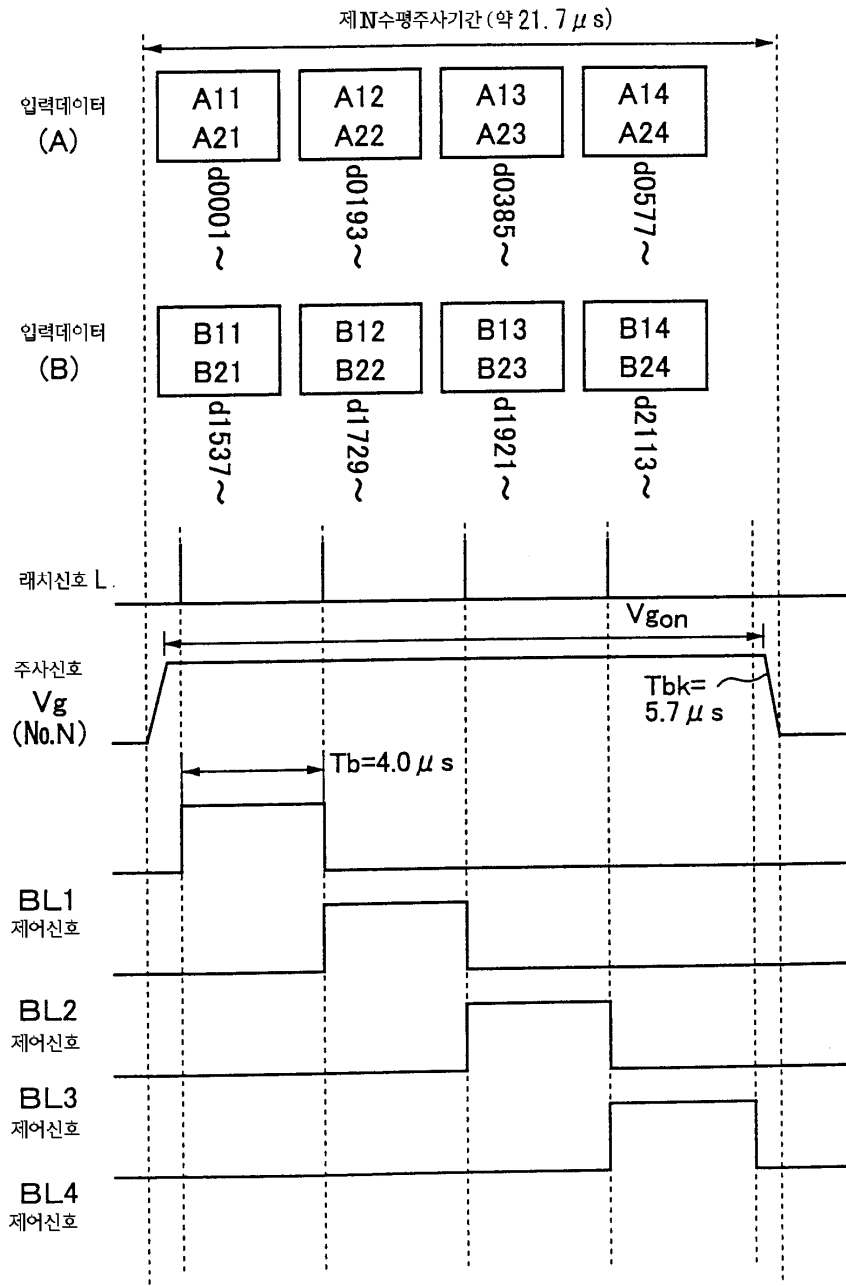 제N수평주사기간(약 21.7μs)
입력데이터
(A)
A11
A21
A12
A22
A13
A23
A14
A24
d0001~
d0193~
d0385~
d0577~
입력데이터
(B)
B11
B21
B12
B22
B13
B23
B14
B24
d1537~
d1729~
d1921~
d2113~
래치신호 L.
Vgon
주사신호
Vg
(No.N)
Tbk=
5.7μs
Tb=4.0μs
BL1
제어신호
BL2
제어신호
BL3
제어신호
BL4
제어신호